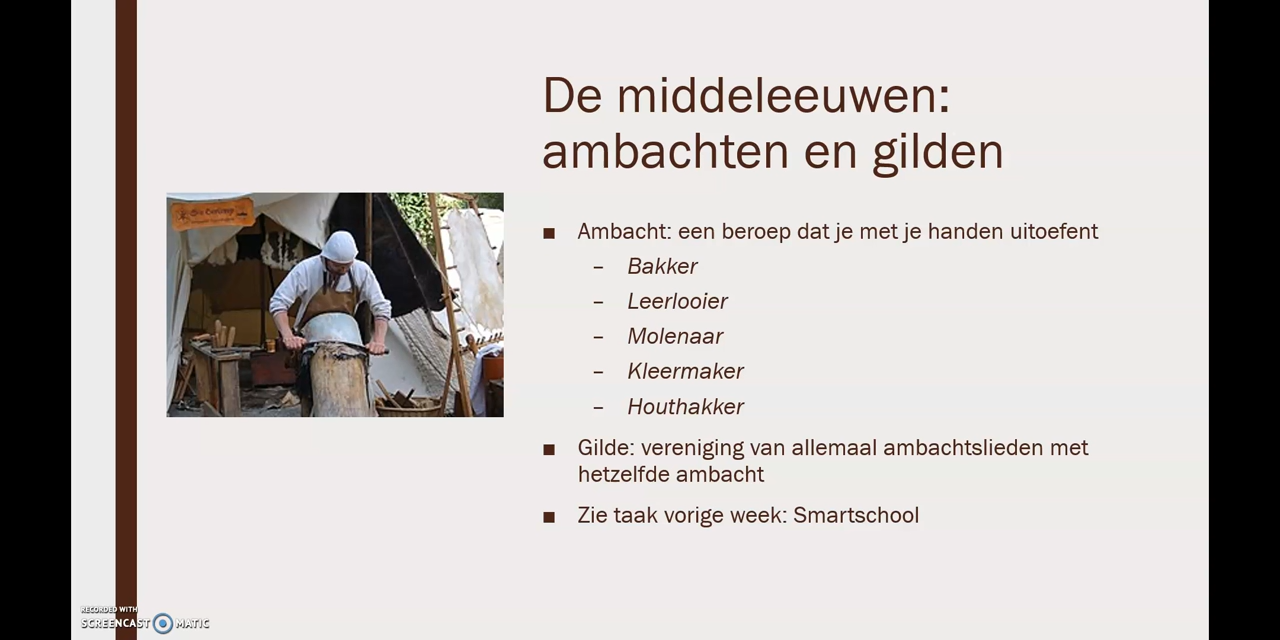 De middeleeuwen:
ambachten en gilden
■ Ambacht: een beroep dat je met je handen uitoefent
– Bakker
– Leerlooier
– Molenaar
– Kleermaker
– Houthakker
■ Gilde: vereniging van allemaal ambachtslieden met
hetzelfde ambacht
■ Zie taak vorige week: Smartschool
RECORDED WITH
SCREENCAST MATIC